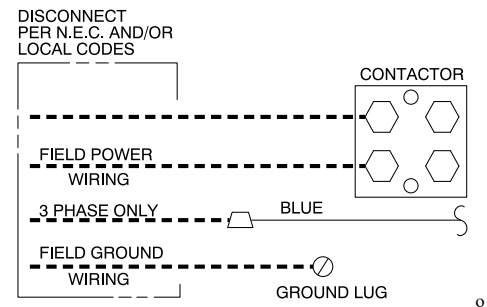 DISCONNECT
PER N.E.C. AND/OR
LOCAL CODES
CONTACTOR
FIELD POWER
WIRING
3 PHASE ONLY
BLUE
FIELD GROUND
WIRING
GROUND LUG
o